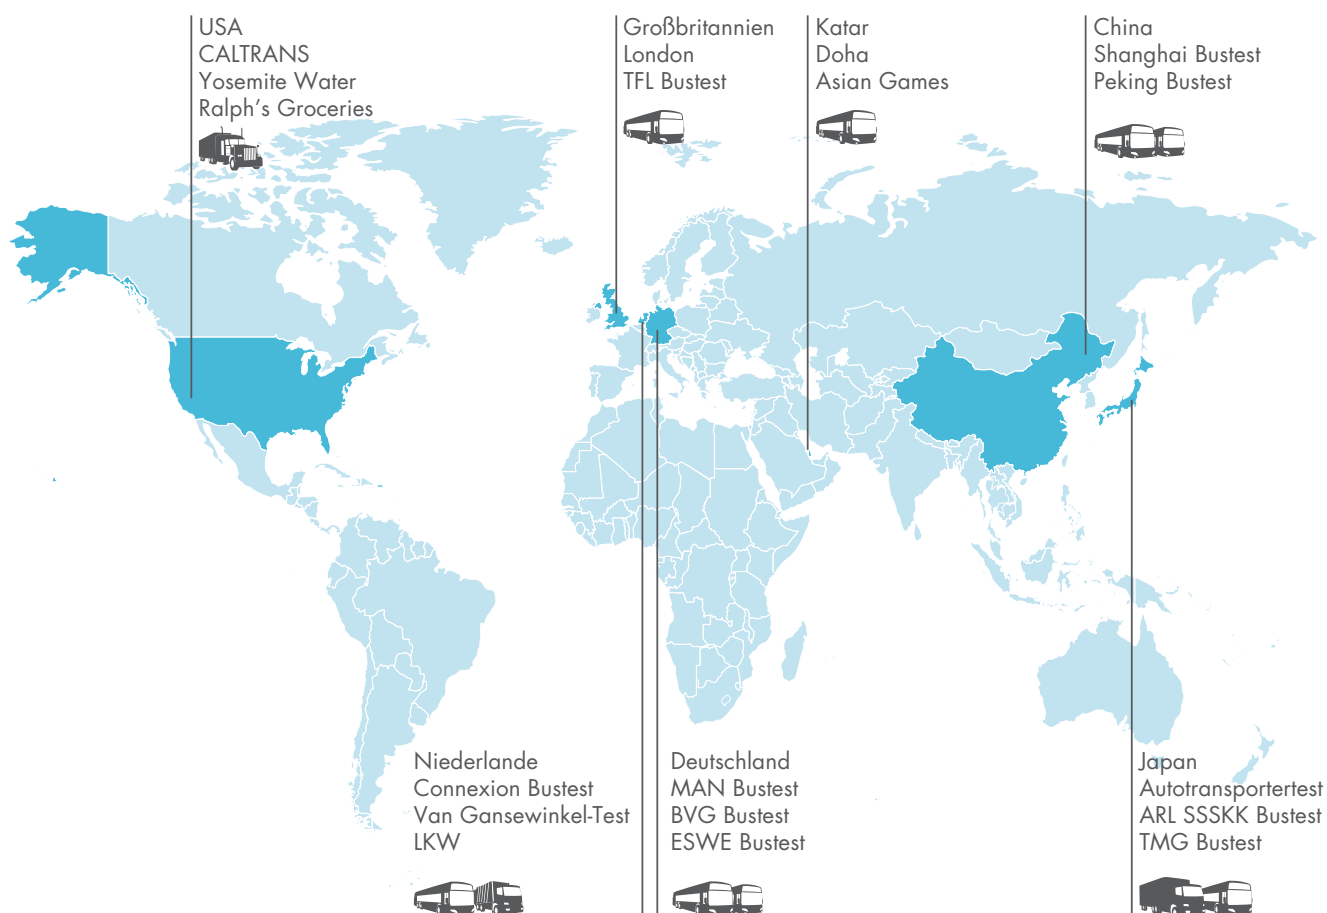 USA
CALTRANS
Yosemite Water
Ralph’s Groceries
Großbritannien
London
TFL Bustest
Katar
Doha
Asian Games
China
Shanghai Bustest
Peking Bustest
Niederlande
Connexion Bustest
Van Gansewinkel-Test
LKW
Deutschland
MAN Bustest
BVG Bustest
ESWE Bustest
Japan
Autotransportertest
ARL SSSKK Bustest
TMG Bustest